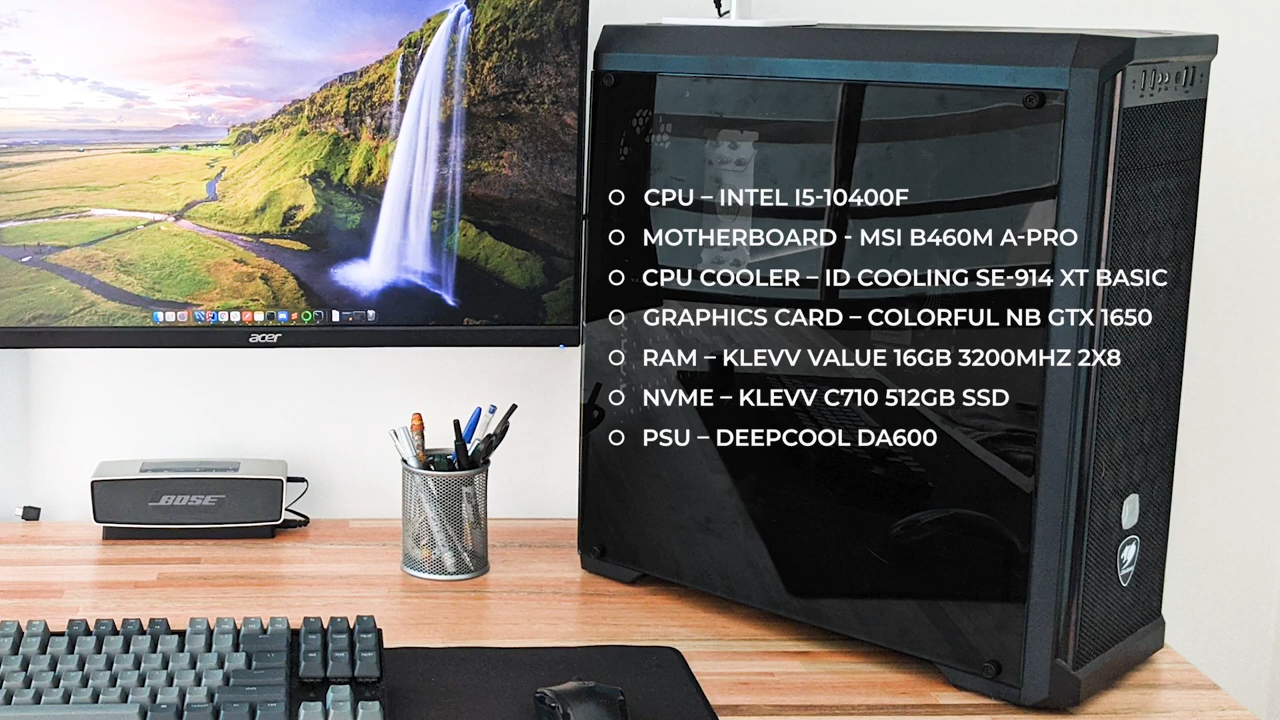 CPU – INTEL I5-10400F
MOTHERBOARD - MSI B460M A-PRO
CPU COOLER – ID COOLING SE-914 XT BASIC
GRAPHICS CARD – COLORFUL NB GTX 1650
RAM – KLEVV VALUE 16GB 3200MHZ 2X8
NVME – KLEVV C710 512GB SSD
PSU – DEEPCOOL DA600
acer
BOSE